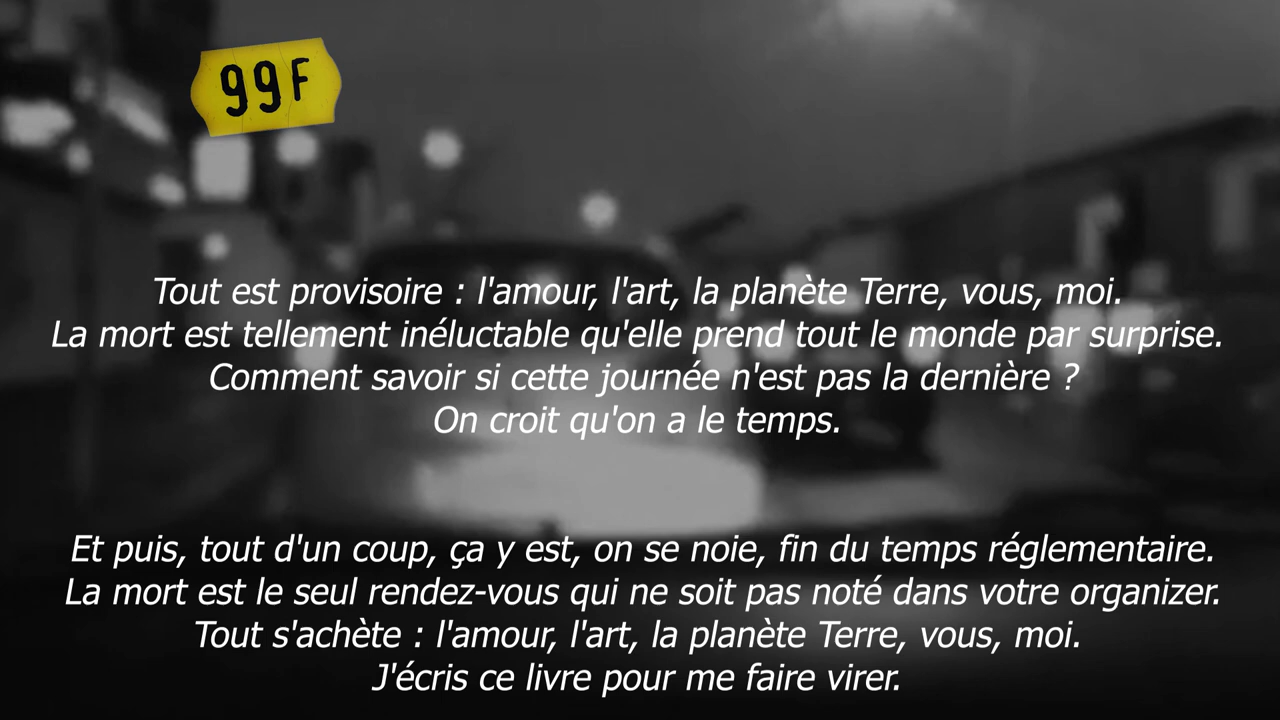 99F
Tout est provisoire : l'amour, l'art, la planète Terre, vous, moi.
La mort est tellement inéluctable qu'elle prend tout le monde par surprise.
Comment savoir si cette journée n'est pas la dernière ?
On croit qu'on a le temps.
Et puis, tout d'un coup, ça y est, on se noie, fin du temps réglementaire.
La mort est le seul rendez-vous qui ne soit pas noté dans votre organizer.
Tout s'achète : l'amour, l'art, la planète Terre, vous, moi.
J'écris ce livre pour me faire virer.